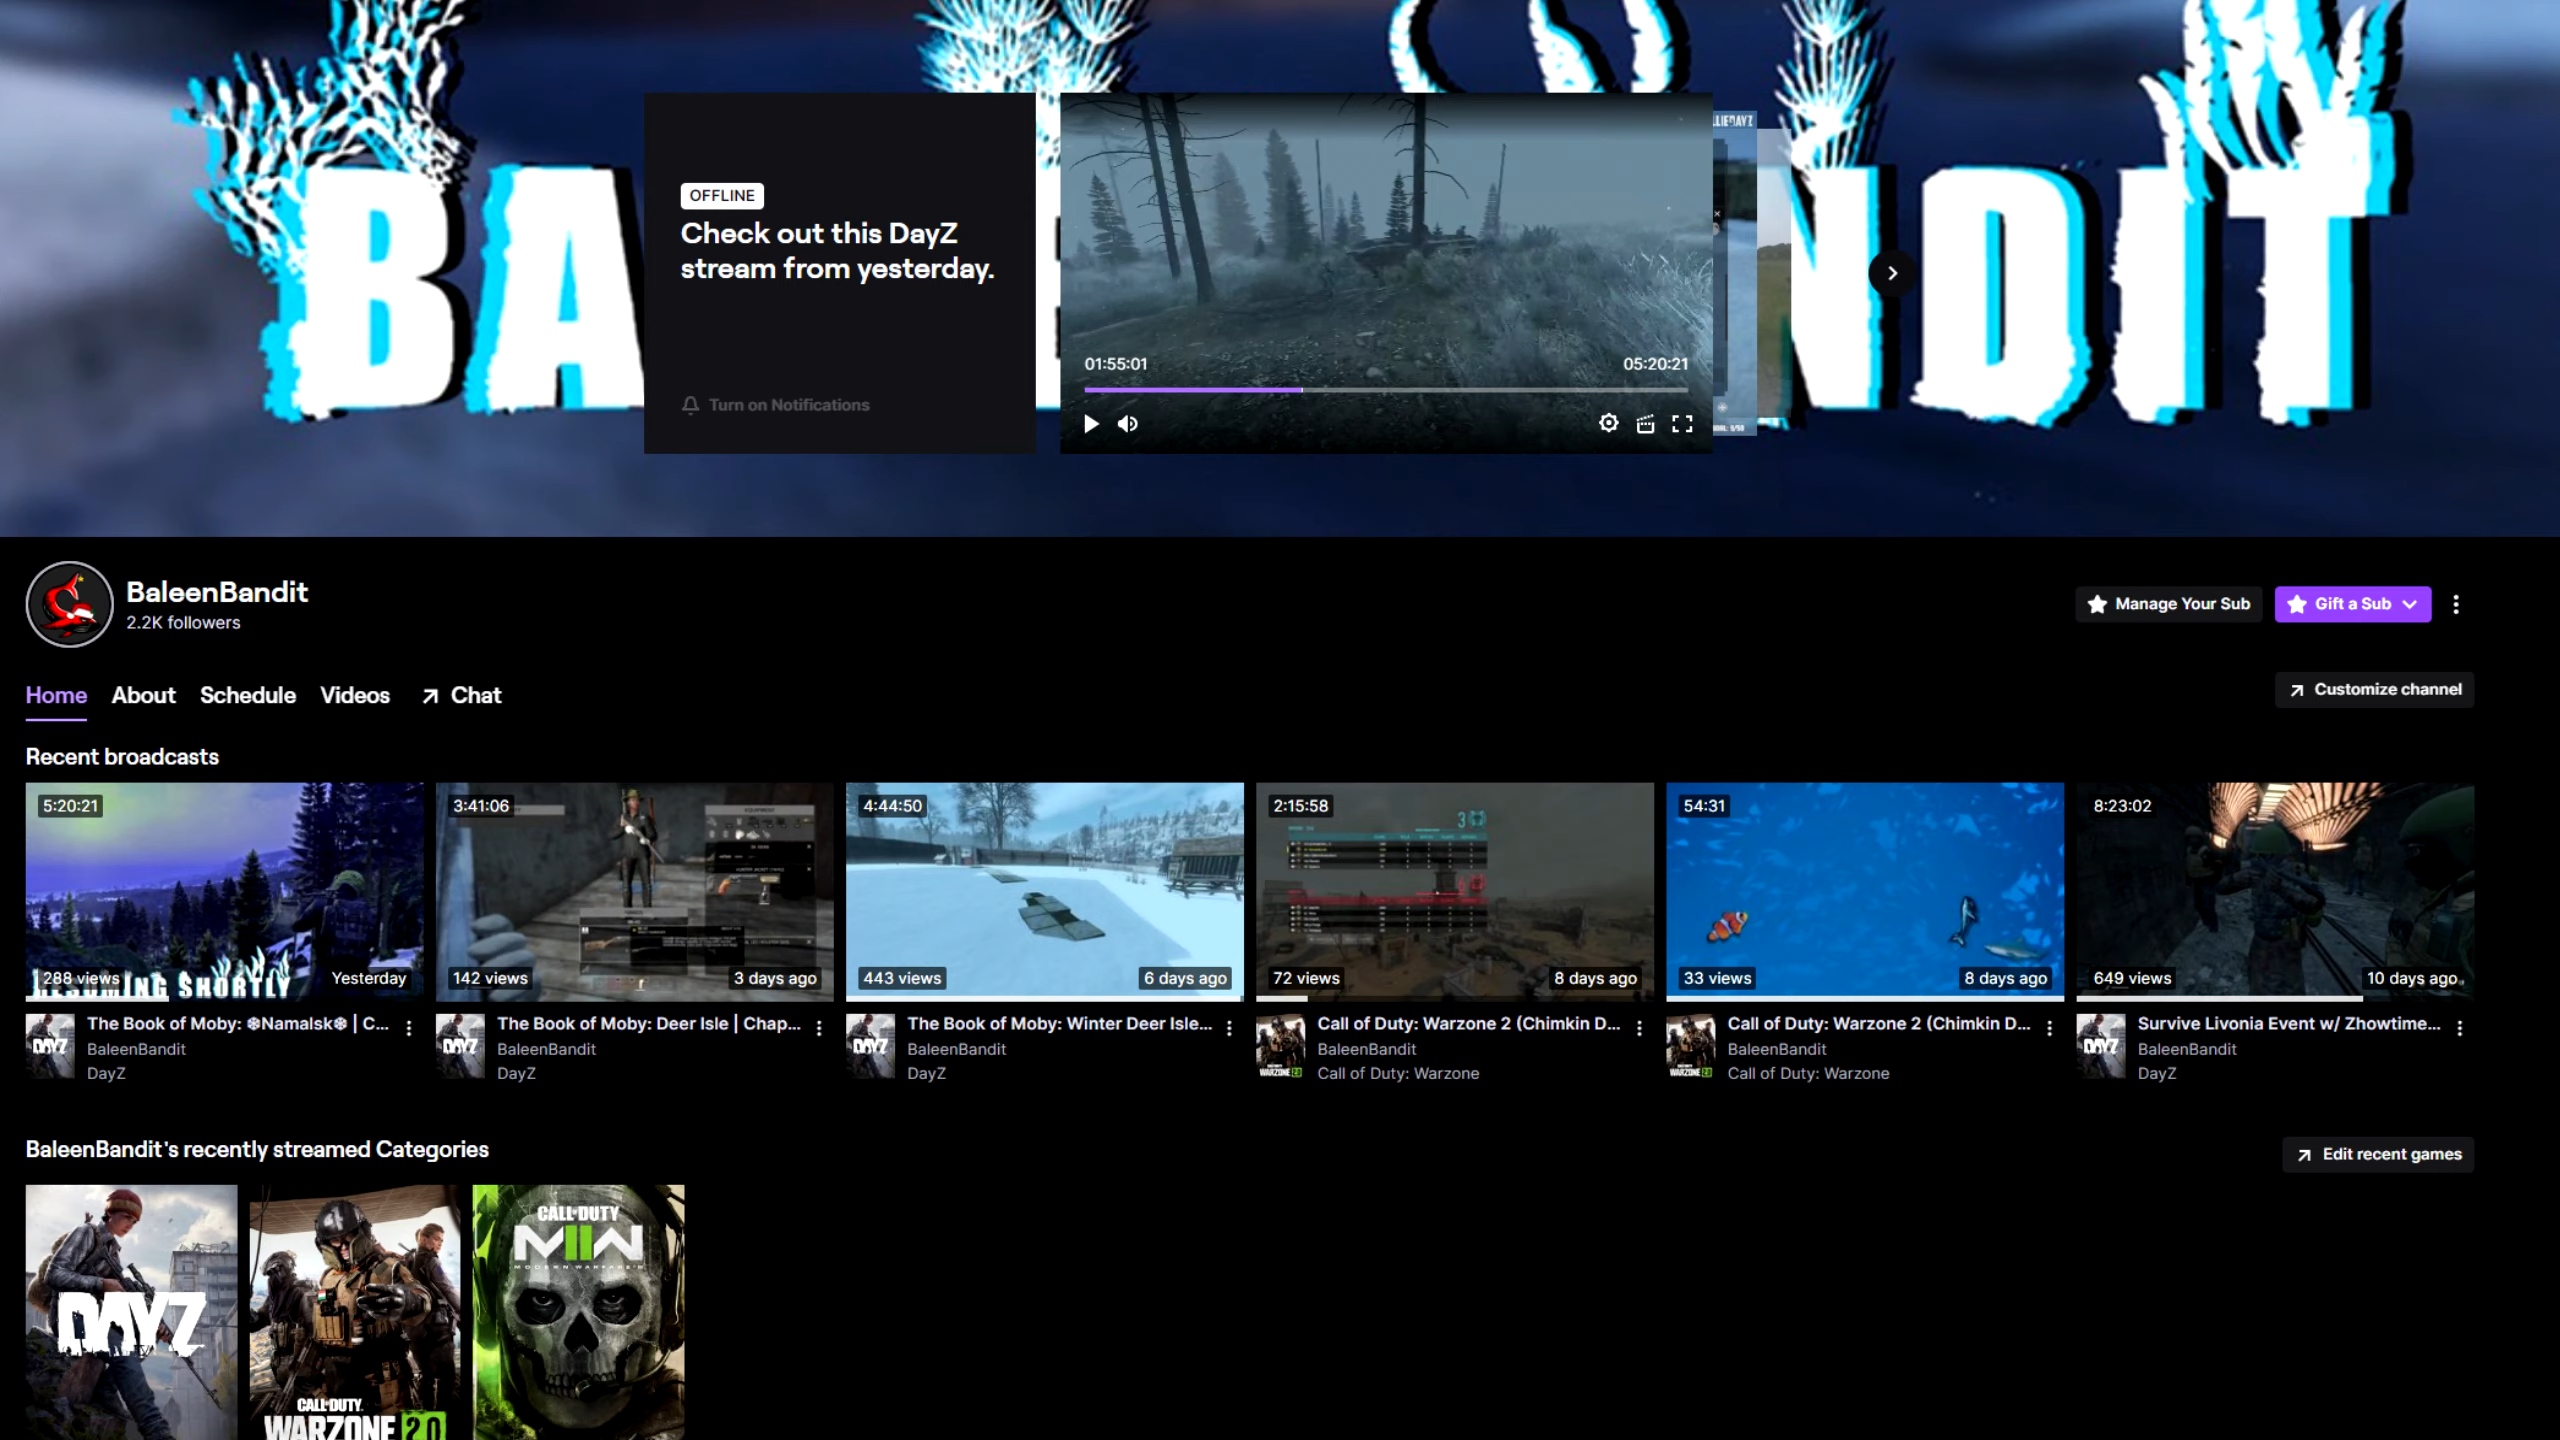 BA
NDIT
OFFLINE
Check out this DayZ
stream from yesterday.
Turn on Notifications
01:55:01
05:20:21
BaleenBandit
2.2K followers
Manage Your Sub
Gift a Sub
Home
About
Schedule
Videos
Chat
Customize channel
Recent broadcasts
5:20:21
288 views
Yesterday
The Book of Moby: ❄Namalsk❄ | C...
BaleenBandit
DayZ
3:41:06
142 views
3 days ago
The Book of Moby: Deer Isle | Chap...
BaleenBandit
DayZ
4:44:50
443 views
6 days ago
The Book of Moby: Winter Deer Isle...
BaleenBandit
DayZ
2:15:58
72 views
8 days ago
Call of Duty: Warzone 2 (Chimkin D...
BaleenBandit
Call of Duty: Warzone
54:31
33 views
8 days ago
Call of Duty: Warzone 2 (Chimkin D...
BaleenBandit
Call of Duty: Warzone
8:23:02
649 views
10 days ago
Survive Livonia Event w/ Zhowtime...
BaleenBandit
DayZ
BaleenBandit's recently streamed Categories
Edit recent games
DAYZ
CALL OF DUTY
WARZONE 2.0
CALL OF DUTY
MWII
MODERN WARFARE II